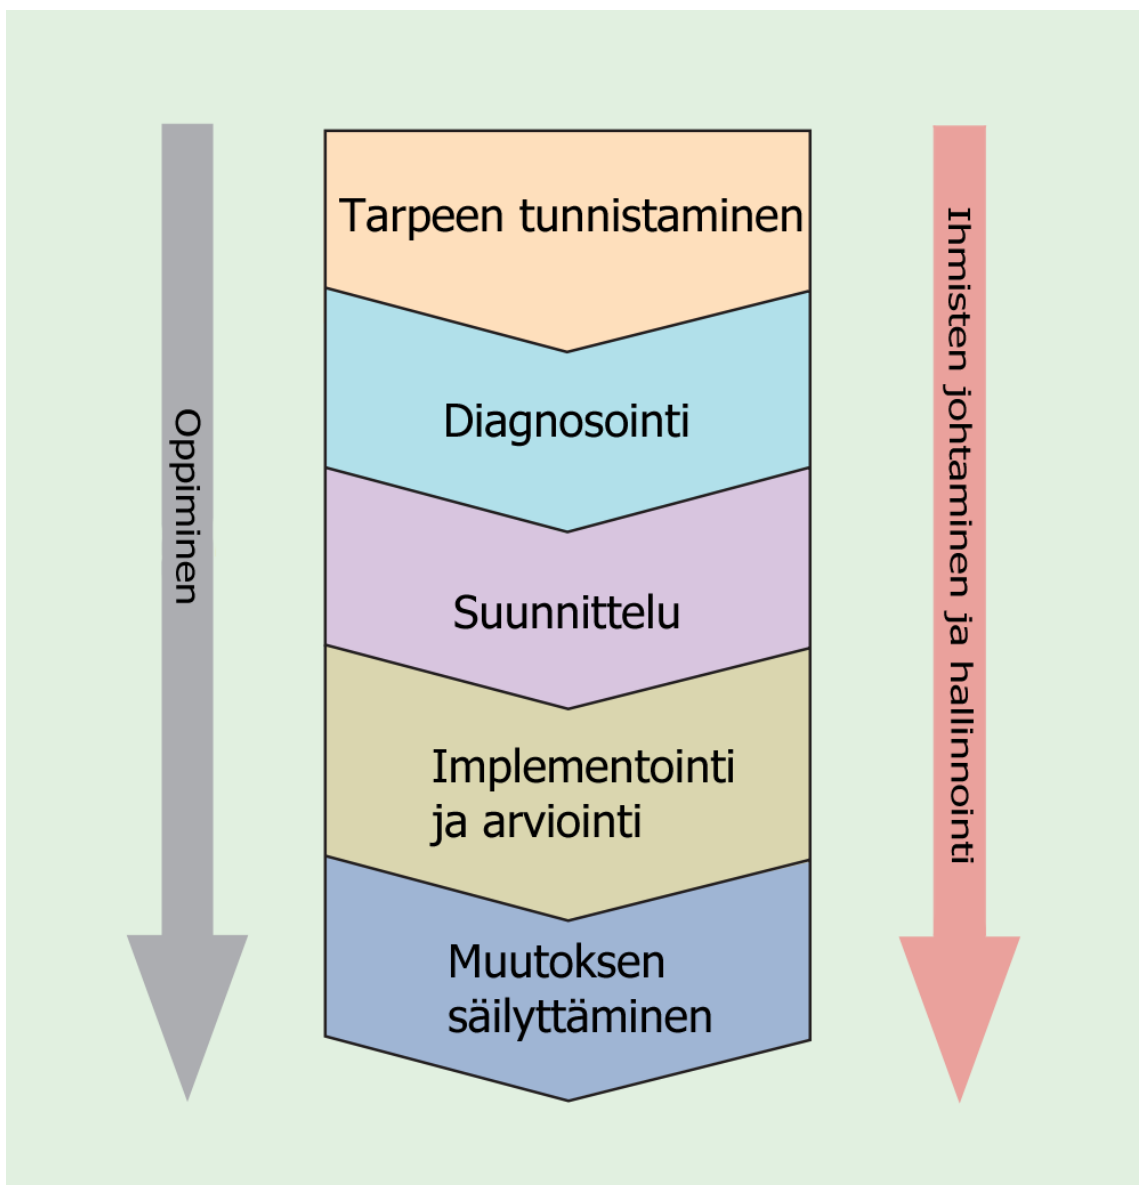 Tarpeen tunnistaminen
Diagnosointi
Suunnittelu
Implementointi
ja arviointi
Muutoksen
säilyttäminen
Oppiminen
Ihmisten johtaminen ja hallinnointi